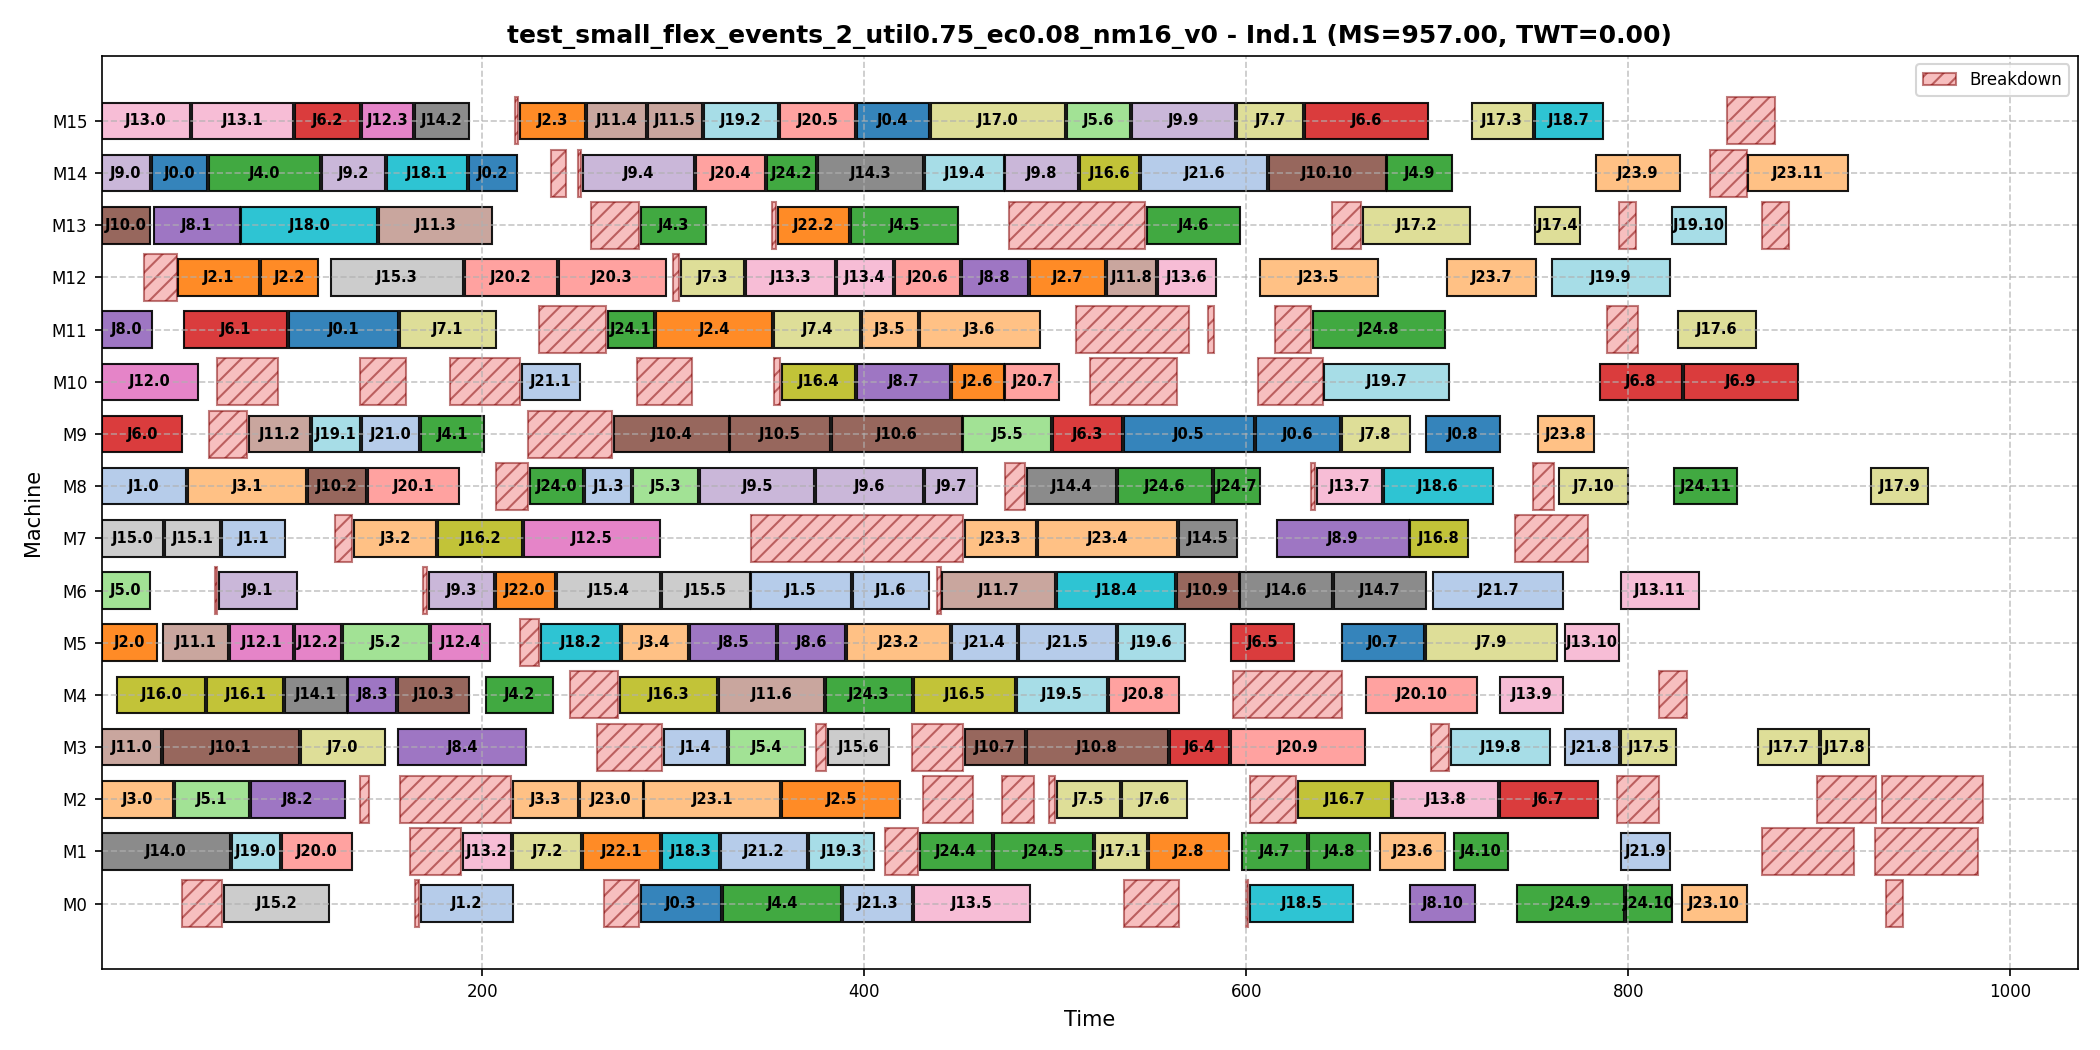 test_small_flex_events_2_util0.75_ec0.08_nm16_v0 - Ind.1 (MS=957.00, TWT=0.00)
Breakdown
M15 J13.0 J13.1 J6.2 J12.3 J14.2 J2.3 J11.4 J11.5 J19.2 J20.5 J0.4 J17.0 J5.6 J9.9 J7.7 J6.6 J17.3 J18.7
M14 J9.0 J0.0 J4.0 J9.2 J18.1 J0.2 J9.4 J20.4 J24.2 J14.3 J19.4 J9.8 J16.6 J21.6 J10.10 J4.9 J23.9 J23.11
M13 J10.0 J8.1 J18.0 J11.3 J4.3 J22.2 J4.5 J4.6 J17.2 J17.4 J19.10
M12 J2.1 J2.2 J15.3 J20.2 J20.3 J7.3 J13.3 J13.4 J20.6 J8.8 J2.7 J11.8 J13.6 J23.5 J23.7 J19.9
M11 J8.0 J6.1 J0.1 J7.1 J24.1 J2.4 J7.4 J3.5 J3.6 J24.8 J17.6
M10 J12.0 J21.1 J16.4 J8.7 J2.6 J20.7 J19.7 J6.8 J6.9
M9 J6.0 J11.2 J19.1 J21.0 J4.1 J10.4 J10.5 J10.6 J5.5 J6.3 J0.5 J0.6 J7.8 J0.8 J23.8
M8 J1.0 J3.1 J10.2 J20.1 J24.0 J1.3 J5.3 J9.5 J9.6 J9.7 J14.4 J24.6 J24.7 J13.7 J18.6 J7.10 J24.11 J17.9
M7 J15.0 J15.1 J1.1 J3.2 J16.2 J12.5 J23.3 J23.4 J14.5 J8.9 J16.8
M6 J5.0 J9.1 J9.3 J22.0 J15.4 J15.5 J1.5 J1.6 J11.7 J18.4 J10.9 J14.6 J14.7 J21.7 J13.11
M5 J2.0 J11.1 J12.1 J12.2 J5.2 J12.4 J18.2 J3.4 J8.5 J8.6 J23.2 J21.4 J21.5 J19.6 J6.5 J0.7 J7.9 J13.10
M4 J16.0 J16.1 J14.1 J8.3 J10.3 J4.2 J16.3 J11.6 J24.3 J16.5 J19.5 J20.8 J20.10 J13.9
M3 J11.0 J10.1 J7.0 J8.4 J1.4 J5.4 J15.6 J10.7 J10.8 J6.4 J20.9 J19.8 J21.8 J17.5 J17.7 J17.8
M2 J3.0 J5.1 J8.2 J3.3 J23.0 J23.1 J2.5 J7.5 J7.6 J16.7 J13.8 J6.7
M1 J14.0 J19.0 J20.0 J13.2 J7.2 J22.1 J18.3 J21.2 J19.3 J24.4 J24.5 J17.1 J2.8 J4.7 J4.8 J23.6 J4.10 J21.9
M0 J15.2 J1.2 J0.3 J4.4 J21.3 J13.5 J18.5 J8.10 J24.9 J24.10 J23.10
200 400 600 800 1000
Time
Machine